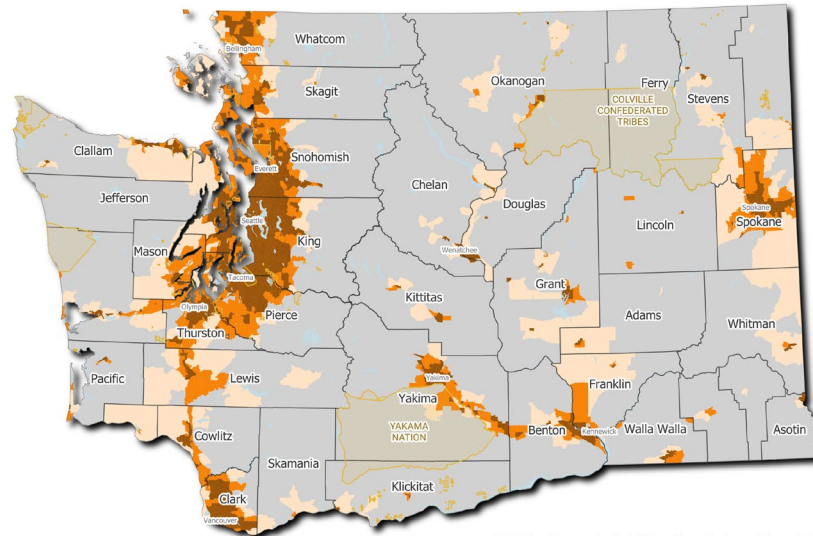 Whatcom
Bellingham
Skagit
Okanogan
Ferry
Stevens
COLVILLE
CONFEDERATED
TRIBES
Clallam
Snohomish
Everett
Chelan
Douglas
Jefferson
Seattle
Lincoln
Spokane
Spokane
King
Mason
Wenatchee
Tacoma
Grant
Kittitas
Olympia
Pierce
Adams
Whitman
Thurston
Pacific
Lewis
Yakima
Yakima
Franklin
YAKAMA
NATION
Benton
Kennewick
Walla Walla
Asotin
Cowlitz
Skamania
Klickitat
Clark
Vancouver